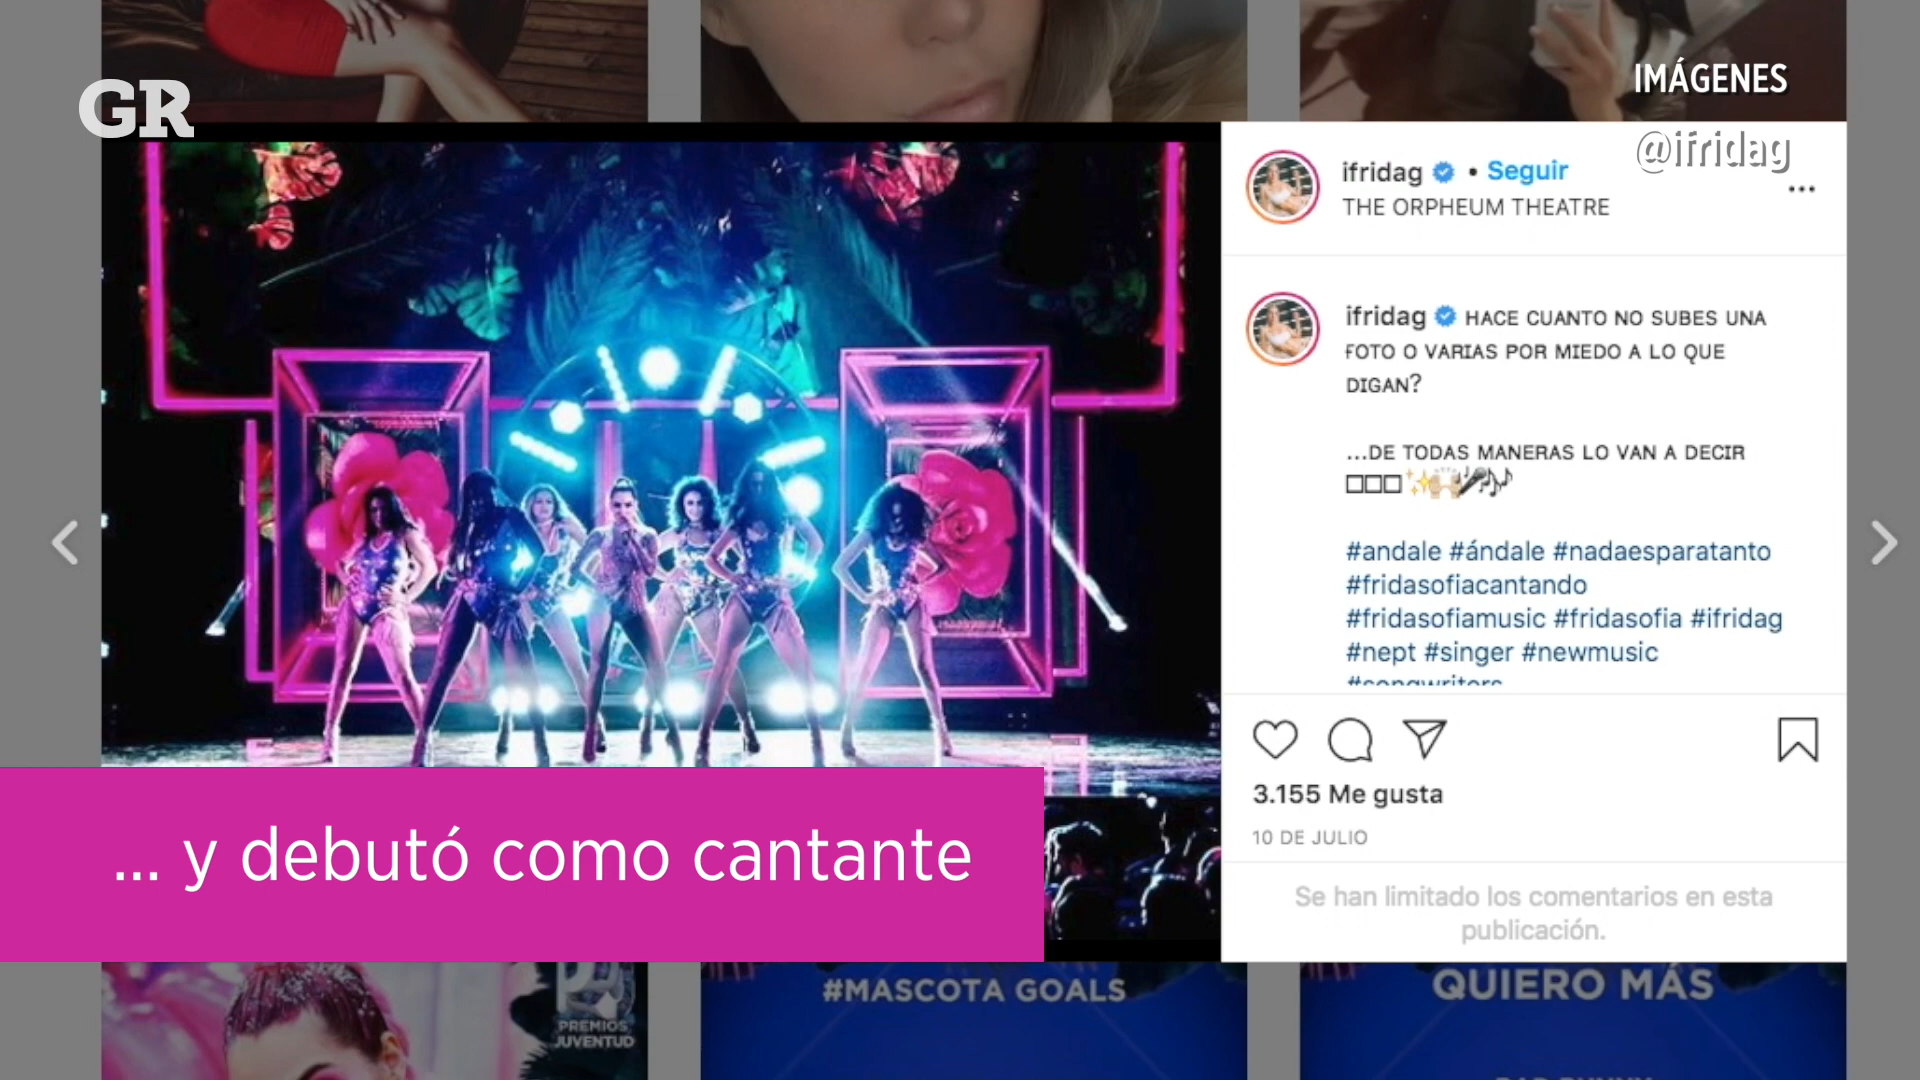 GR
IMÁGENES
@ifridag
ifridag • Seguir
THE ORPHEUM THEATRE
ifridag HACE CUANTO NO SUBES UNA
FOTO O VARIAS POR MIEDO A LO QUE
DIGAN?
...DE TODAS MANERAS LO VAN A DECIR
#andale #ándale #nadaesparatanto
#fridasofiacantando
#fridasofiamusic #fridasofia #ifridag
#nept #singer #newmusic
#songwriters
3.155 Me gusta
10 DE JULIO
Se han limitado los comentarios en esta
publicación.
... y debutó como cantante
PJ
PREMIOS
JUVENTUD
#MASCOTA GOALS
QUIERO MÁS